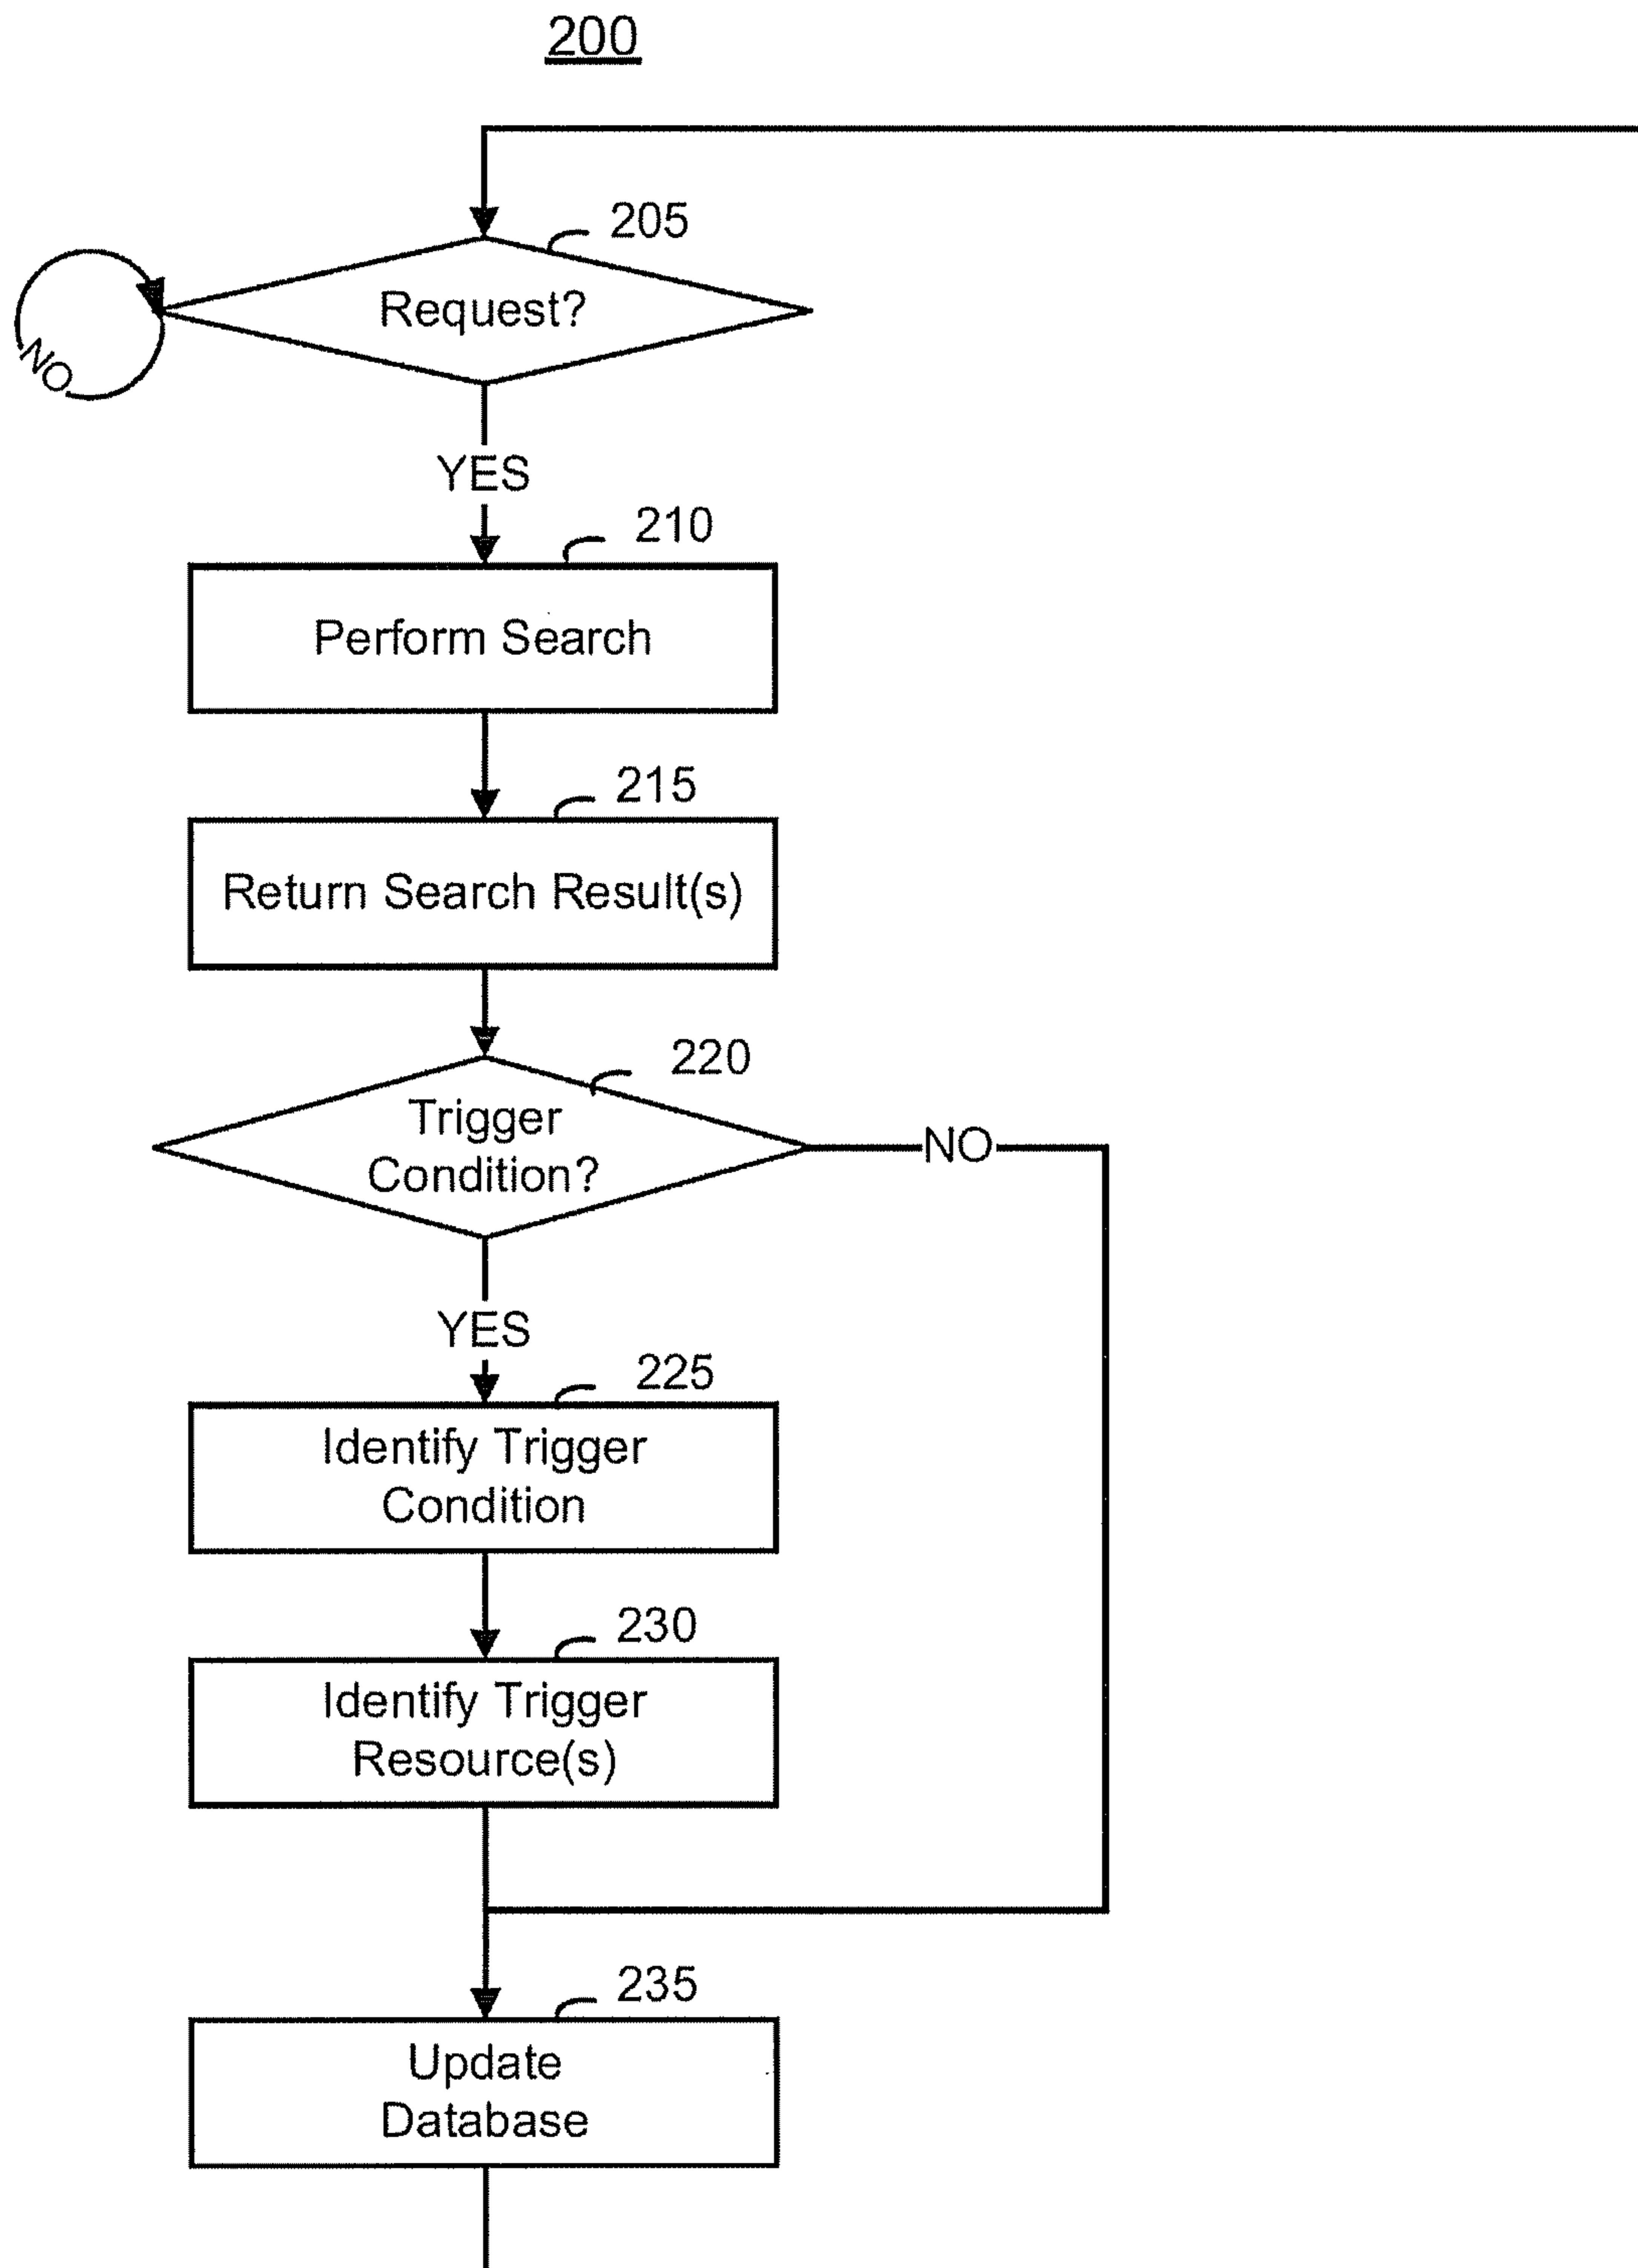 200
205
Request?
NO
YES
210
Perform Search
215
Return Search Result(s)
220
Trigger
Condition?
NO
YES
225
Identify Trigger
Condition
230
Identify Trigger
Resource(s)
235
Update
Database